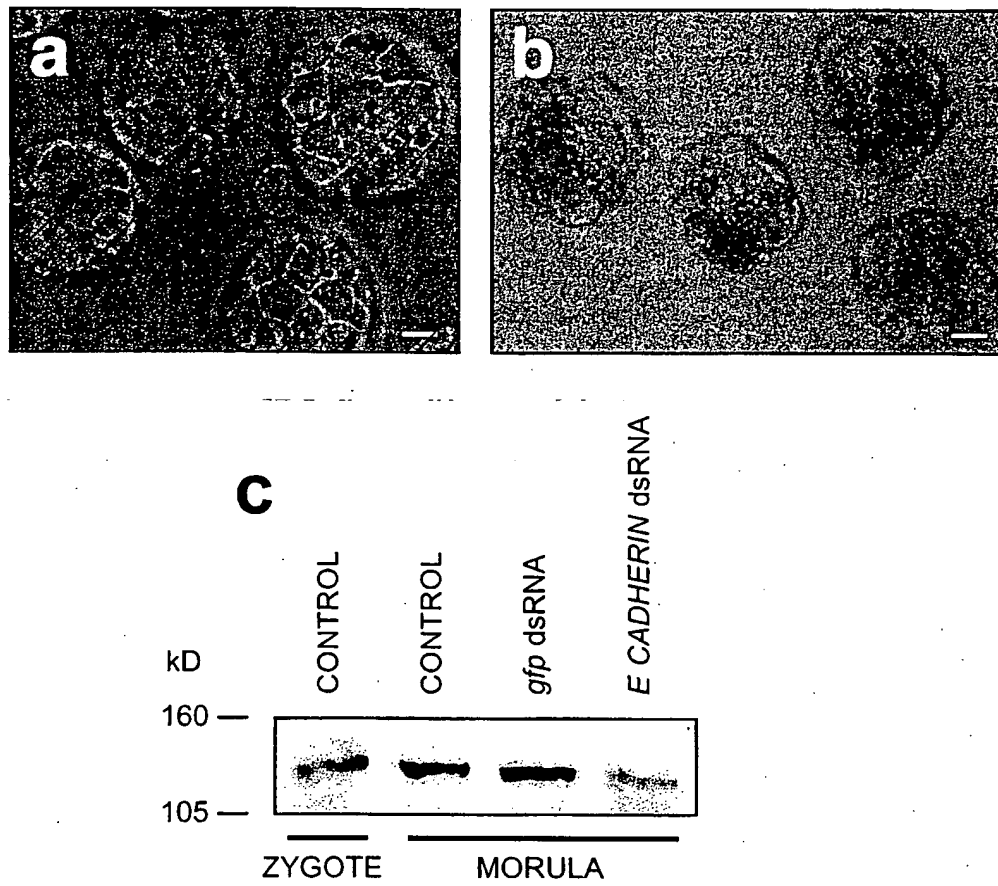 a
b
C
CONTROL
CONTROL
gfp dsRNA
E CADHERIN dsRNA
kD
160
105
ZYGOTE
MORULA